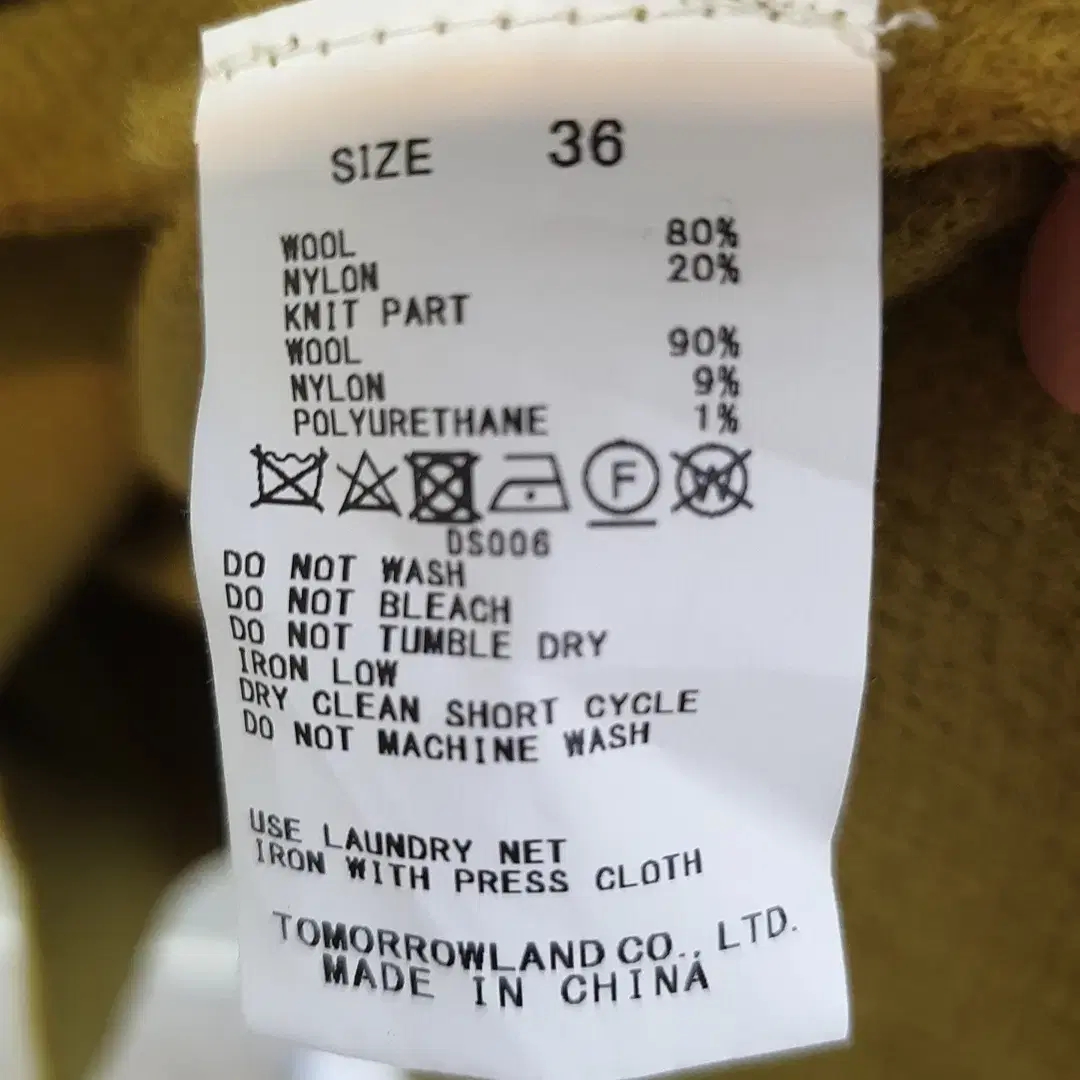 SIZE 36
WOOL 80%
NYLON 20%
KNIT PART
WOOL 90%
NYLON 9%
POLYURETHANE 1%
F W
DS006
DO NOT WASH
DO NOT BLEACH
DO NOT TUMBLE DRY
IRON LOW
DRY CLEAN SHORT CYCLE
DO NOT MACHINE WASH
USE LAUNDRY NET
IRON WITH PRESS CLOTH
TOMORROWLAND CO., LTD.
MADE IN CHINA